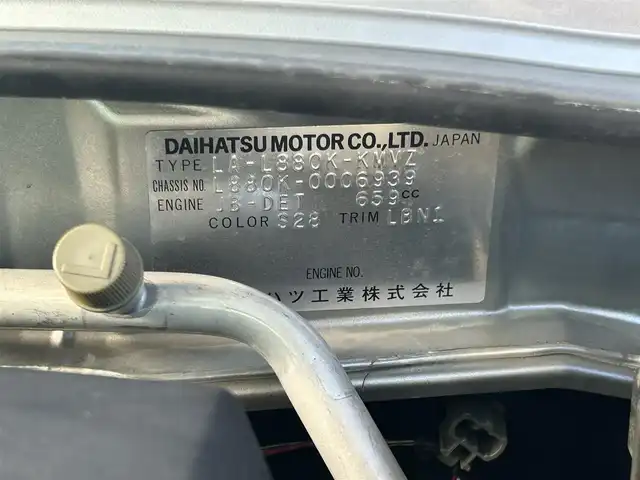 DAIHATSU MOTOR CO.,LTD. JAPAN
TYPE LA-L880K-KMVZ
CHASSIS NO. L880K-0006939
ENGINE JB-DET 659cc
COLOR S28 TRIM LBN1
ENGINE NO.
ハツ工業株式会社
L